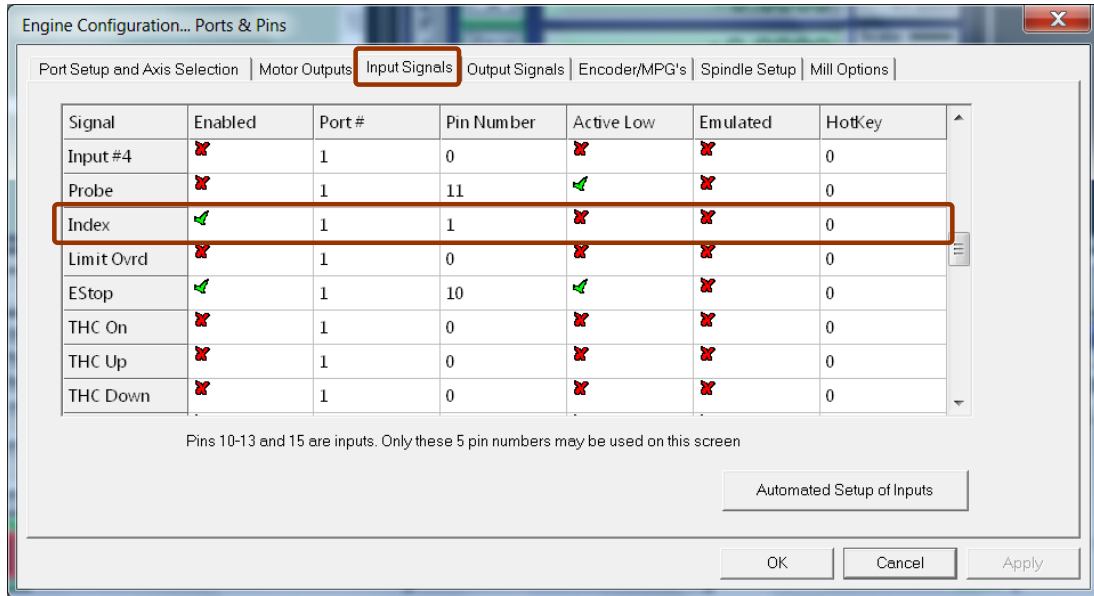 Engine Configuration... Ports & Pins
Port Setup and Axis Selection Motor Outputs Input Signals Output Signals Encoder/MPG's Spindle Setup Mill Options
Signal Enabled Port # Pin Number Active Low Emulated HotKey
Input #4 1 0 0
Probe 1 11 0
Index 1 1 0
Limit Ovrd 1 0 0
EStop 1 10 0
THC On 1 0 0
THC Up 1 0 0
THC Down 1 0 0
Pins 10-13 and 15 are inputs. Only these 5 pin numbers may be used on this screen
Automated Setup of Inputs
OK Cancel Apply